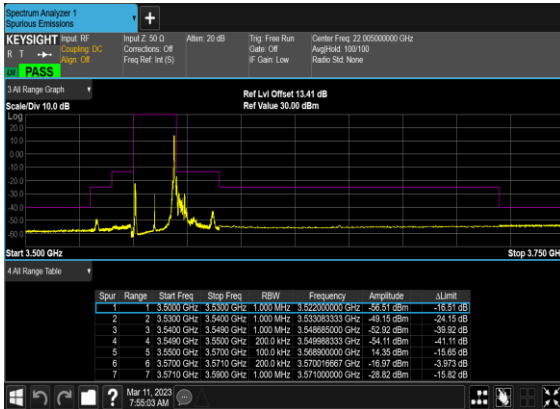 Spectrum Analyzer 1
Spurious Emissions
+
KEYSIGHT Input: RF Input Z: 50 Ω Atten: 20 dB Trig: Free Run Center Freq: 22.005000000 GHz
R T Coupling: DC Corrections: Off Gate: Off Avg|Hold: 100/100
Align: Off Freq Ref: Int (S) IF Gain: Low Radio Std: None
PASS
3 All Range Graph
Ref Lvl Offset 13.41 dB
Scale/Div 10.0 dB Ref Value 30.00 dBm
Log
20.0
10.0
0.00
-10.0
-20.0
-30.0
-40.0
-50.0
-60.0
Start 3.500 GHz Stop 3.750 GH
4 All Range Table
Spur Range Start Freq Stop Freq RBW Frequency Amplitude ΔLimit
1 1 3.5000 GHz 3.5300 GHz 1.000 MHz 3.522000000 GHz -56.51 dBm -16.51 dB
2 2 3.5300 GHz 3.5400 GHz 1.000 MHz 3.533083333 GHz -49.15 dBm -24.15 dB
3 3 3.5400 GHz 3.5490 GHz 1.000 MHz 3.548685000 GHz -52.92 dBm -39.92 dB
4 4 3.5490 GHz 3.5500 GHz 200.0 kHz 3.549988333 GHz -54.11 dBm -41.11 dB
5 5 3.5500 GHz 3.5700 GHz 100.0 kHz 3.568900000 GHz 14.35 dBm -15.65 dB
6 6 3.5700 GHz 3.5710 GHz 200.0 kHz 3.570016667 GHz -16.97 dBm -3.973 dB
7 7 3.5710 GHz 3.5900 GHz 1.000 MHz 3.571000000 GHz -28.82 dBm -15.82 dB
?
Mar 11, 2023
7:55:03 AM